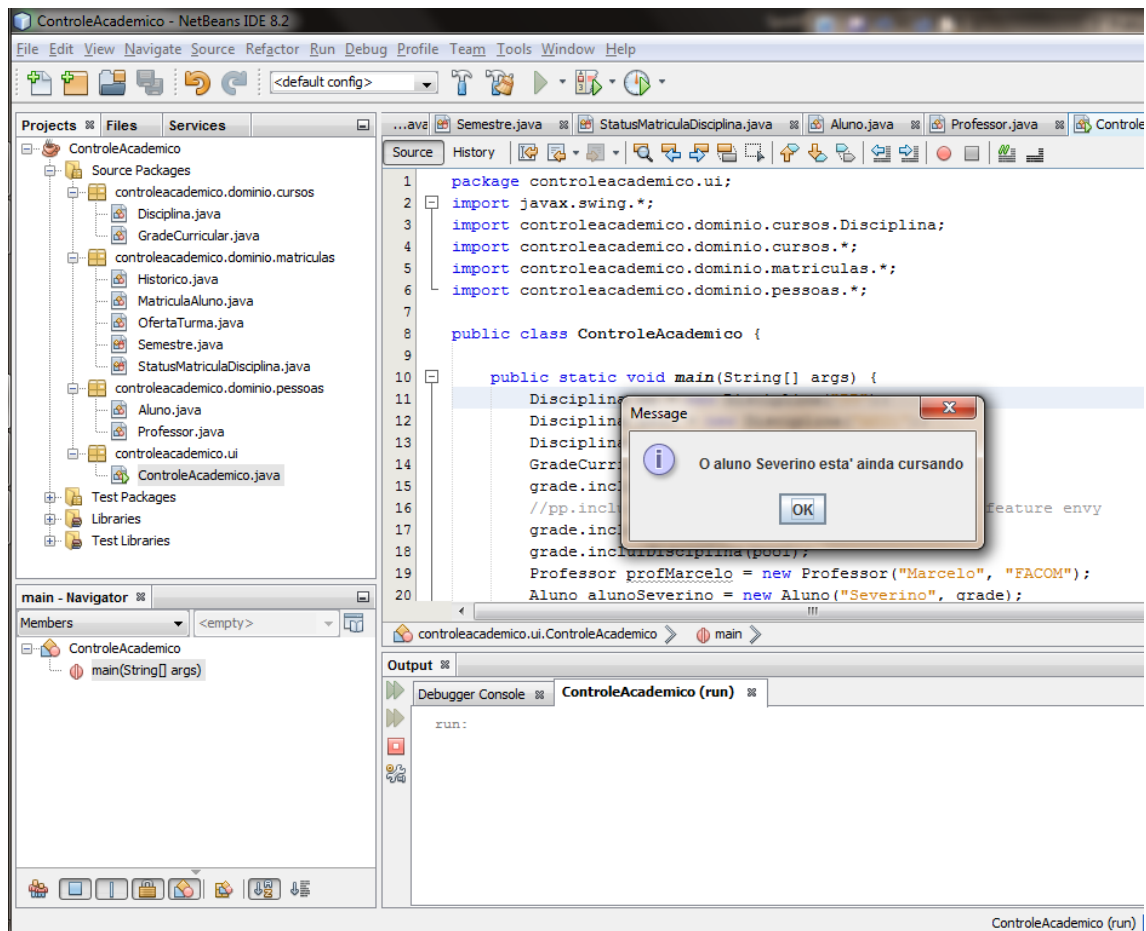 ControleAcademico - NetBeans IDE 8.2
File Edit View Navigate Source Refactor Run Debug Profile Team Tools Window Help
<default config>
Projects Files Services
ControleAcademico
Source Packages
controleacademico.dominio.cursos
Disciplina.java
GradeCurricular.java
controleacademico.dominio.matriculas
Historico.java
MatriculaAluno.java
OfertaTurma.java
Semestre.java
StatusMatriculaDisciplina.java
controleacademico.dominio.pessoas
Aluno.java
Professor.java
controleacademico.ui
ControleAcademico.java
Test Packages
Libraries
Test Libraries
main - Navigator
Members <empty>
ControleAcademico
main(String[] args)
...ava Semestre.java StatusMatriculaDisciplina.java Aluno.java Professor.java Controle
Source History
1 package controleacademico.ui;
2 import javax.swing.*;
3 import controleacademico.dominio.cursos.Disciplina;
4 import controleacademico.dominio.cursos.*;
5 import controleacademico.dominio.matriculas.*;
6 import controleacademico.dominio.pessoas.*;
7
8 public class ControleAcademico {
9
10 public static void main(String[] args) {
11 Disciplina
12 Disciplina
13 Disciplin
14 GradeCurri
15 grade.incl
16 //pp.incl feature envy
17 grade.incl
18 grade.incluiDisciplina(pool);
19 Professor profMarcelo = new Professor("Marcelo", "FACOM");
20 Aluno alunoSeverino = new Aluno("Severino", grade);
Message
O aluno Severino esta' ainda cursando
OK
controleacademico.ui.ControleAcademico main
Output
Debugger Console ControleAcademico (run)
run:
ControleAcademico (run)